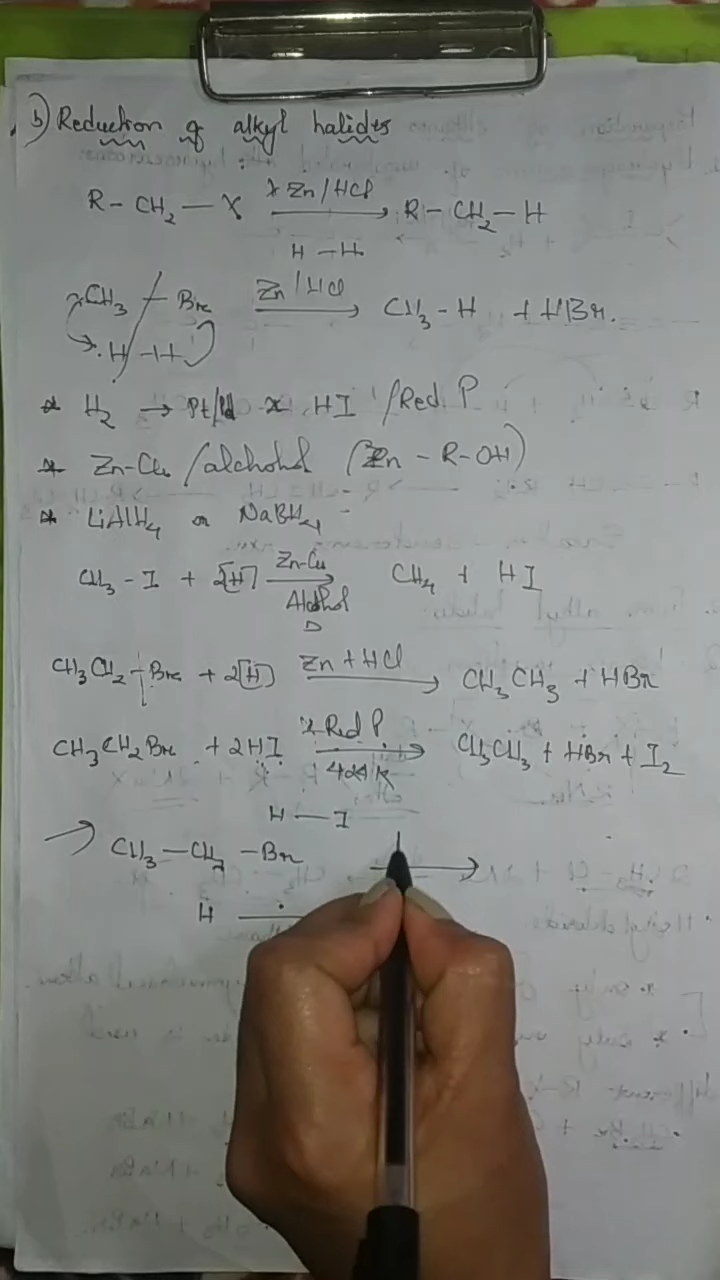 b) Reduction of alkyl halides
R - CH2 — X x Zn/HCl → R - CH2 - H
H - H
CH3 - Br Zn/HCl → CH3 - H + HBr.
H - H
* H2 → Pt/Pd x HI / Red P
* Zn-Cu / alchohol (Zn - R-OH)
* LiAlH4 or NaBH4
CH3 - I + 2[H] Zn-Cu → CH4 + HI
Alcohol
Δ
CH3CH2 - Br + 2[H] Zn + HCl → CH3CH3 + HBr
CH3CH2Br + 2HI x-Red P. → CH3CH3 + HBr + I2
424 K
H — I
→ CH3 — CH2 - Br →
H —